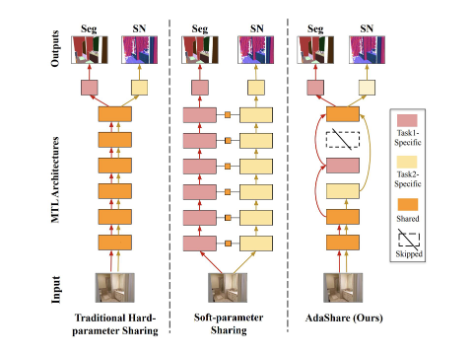 Outputs
MTL Architectures
Input
Seg
SN
Seg
SN
Seg
SN
Traditional Hard-
parameter Sharing
Soft-parameter
Sharing
AdaShare (Ours)
Task1-
Specific
Task2-
Specific
Shared
Skipped